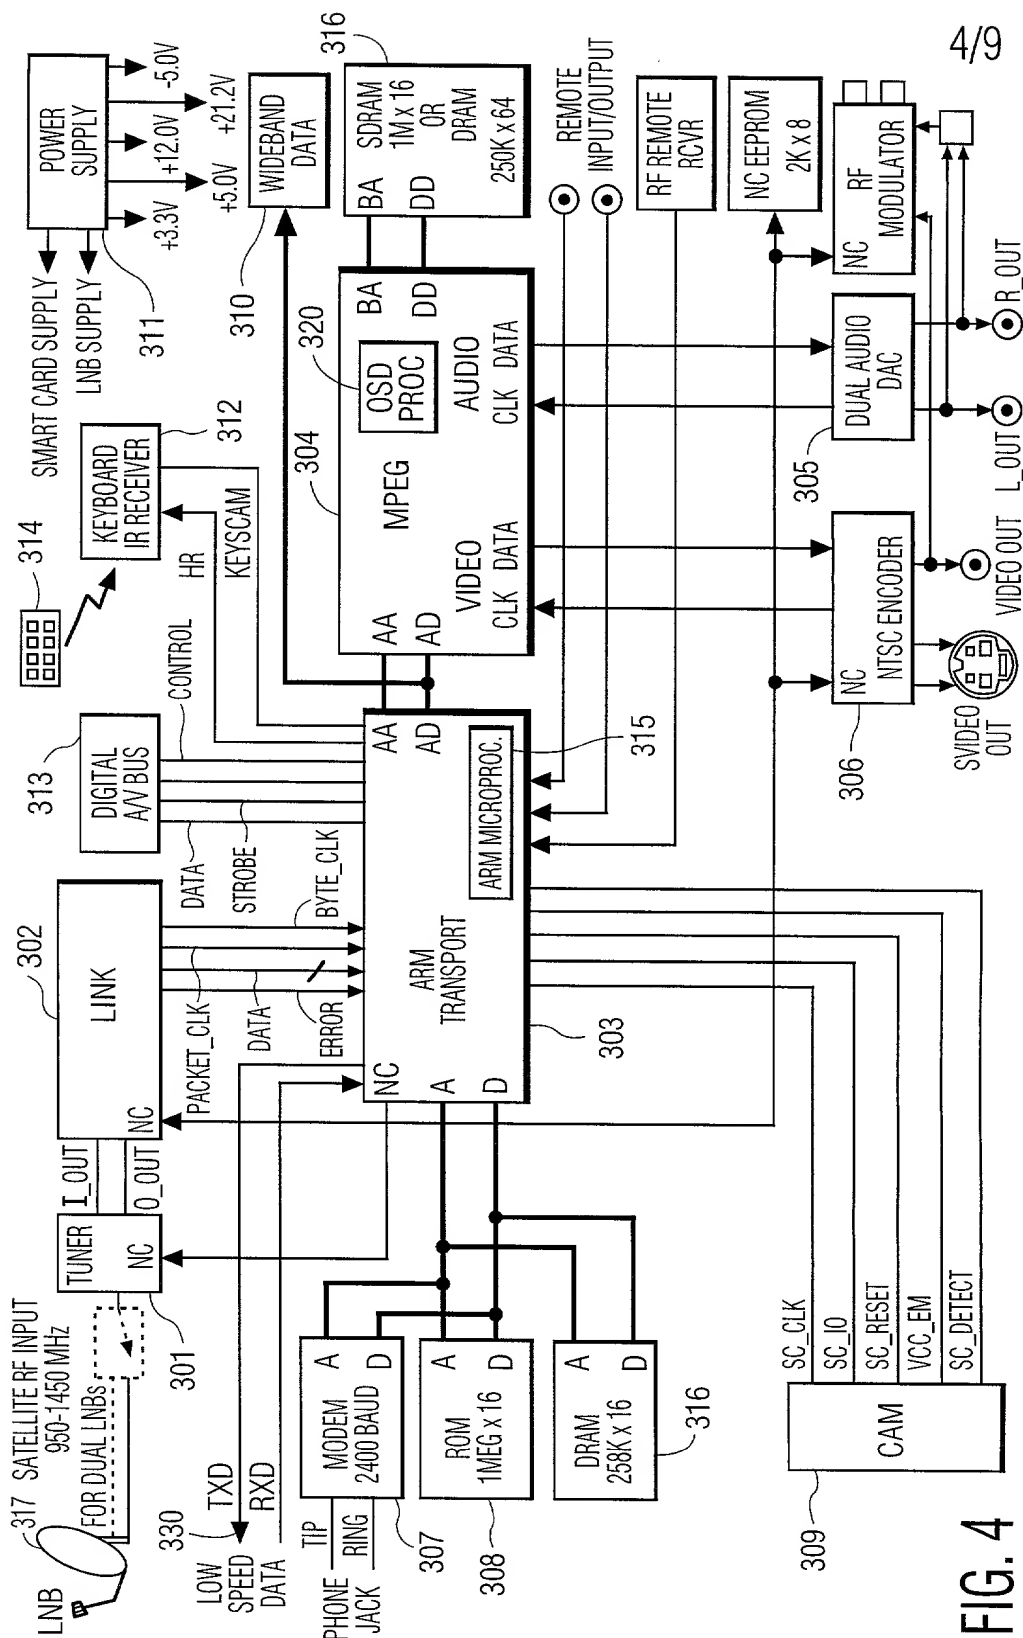 4/9
LNB
317
SATELLITE RF INPUT
950-1450 MHz
FOR DUAL LNBs
301
TUNER
NC
I_OUT
O_OUT
302
LINK
NC
PACKET_CLK
DATA
ERROR
BYTE_CLK
313
DIGITAL
A/V BUS
DATA
STROBE
CONTROL
314
KEYBOARD
IR RECEIVER
312
HR
KEYSCAM
SMART CARD SUPPLY
LNB SUPPLY
311
POWER
SUPPLY
+3.3V
+5.0V
+12.0V
+21.2V
-5.0V
310
WIDEBAND
DATA
316
SDRAM
1M x 16
OR
DRAM
250K x 64
BA
DD
330
LOW
SPEED
DATA
TXD
RXD
PHONE
JACK
TIP
RING
307
MODEM
2400 BAUD
A
D
308
ROM
1MEG x 16
A
D
DRAM
258K x 16
A
D
316
NC
A
D
ARM
TRANSPORT
303
AA
AD
ARM MICROPROC.
315
304
AA
AD
MPEG
320
OSD
PROC
BA
DD
VIDEO
CLK DATA
AUDIO
CLK DATA
REMOTE
INPUT/OUTPUT
RF REMOTE
RCVR
NC EEPROM
2K x 8
309
CAM
SC_CLK
SC_IO
SC_RESET
VCC_EM
SC_DETECT
306
NC
NTSC ENCODER
305
DUAL AUDIO
DAC
NC
RF
MODULATOR
SVIDEO
OUT
VIDEO OUT
L_OUT
R_OUT
FIG. 4